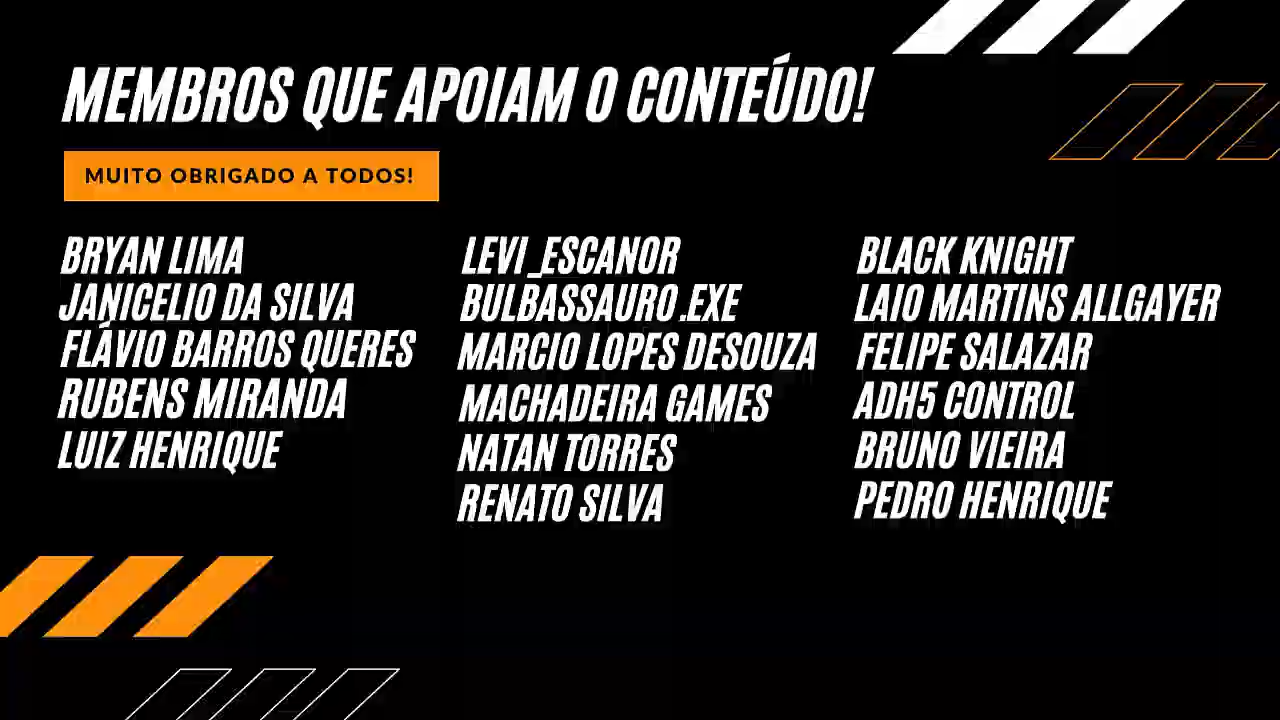 MEMBROS QUE APOIAM O CONTEÚDO!
MUITO OBRIGADO A TODOS!
BRYAN LIMA
JANICELIO DA SILVA
FLÁVIO BARROS QUERES
RUBENS MIRANDA
LUIZ HENRIQUE
LEVI_ESCANOR
BULBASSAURO.EXE
MARCIO LOPES DESOUZA
MACHADEIRA GAMES
NATAN TORRES
RENATO SILVA
BLACK KNIGHT
LAIO MARTINS ALLGAYER
FELIPE SALAZAR
ADH5 CONTROL
BRUNO VIEIRA
PEDRO HENRIQUE